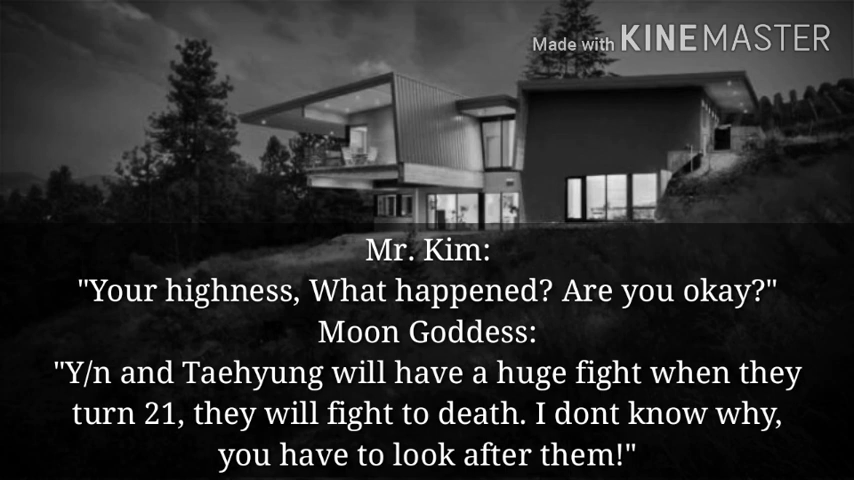 Made with KINEMASTER
Mr. Kim:
"Your highness, What happened? Are you okay?"
Moon Goddess:
"Y/n and Taehyung will have a huge fight when they
turn 21, they will fight to death. I dont know why,
you have to look after them!"